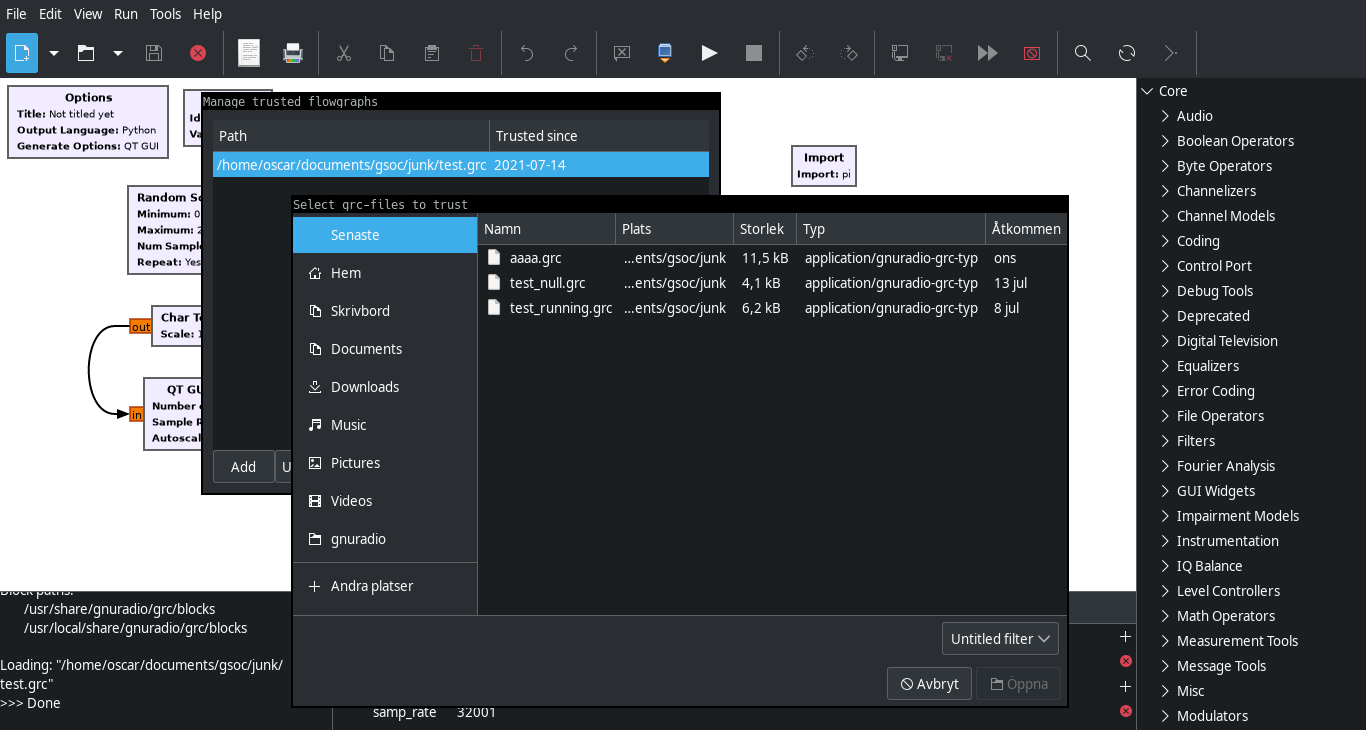 File Edit View Run Tools Help
Options
Title: Not titled yet
Output Language: Python
Generate Options: QT GUI
Id
Va
Manage trusted flowgraphs
Path Trusted since
/home/oscar/documents/gsoc/junk/test.grc 2021-07-14
Add U
Import
Import: pi
Random So
Minimum: 0
Maximum: 2
Num Sample
Repeat: Yes
out
Char To
Scale: 1
in
QT GU
Number o
Sample R
Autoscal
Select grc-files to trust
Senaste
Hem
Skrivbord
Documents
Downloads
Music
Pictures
Videos
gnuradio
Andra platser
Namn Plats Storlek Typ Åtkommen
aaaa.grc ...ents/gsoc/junk 11,5 kB application/gnuradio-grc-typ ons
test_null.grc ...ents/gsoc/junk 4,1 kB application/gnuradio-grc-typ 13 jul
test_running.grc ...ents/gsoc/junk 6,2 kB application/gnuradio-grc-typ 8 jul
Untitled filter
Avbryt Öppna
Block paths:
/usr/share/gnuradio/grc/blocks
/usr/local/share/gnuradio/grc/blocks
Loading: "/home/oscar/documents/gsoc/junk/
test.grc"
>>> Done
samp_rate 32001
Core
Audio
Boolean Operators
Byte Operators
Channelizers
Channel Models
Coding
Control Port
Debug Tools
Deprecated
Digital Television
Equalizers
Error Coding
File Operators
Filters
Fourier Analysis
GUI Widgets
Impairment Models
Instrumentation
IQ Balance
Level Controllers
Math Operators
Measurement Tools
Message Tools
Misc
Modulators